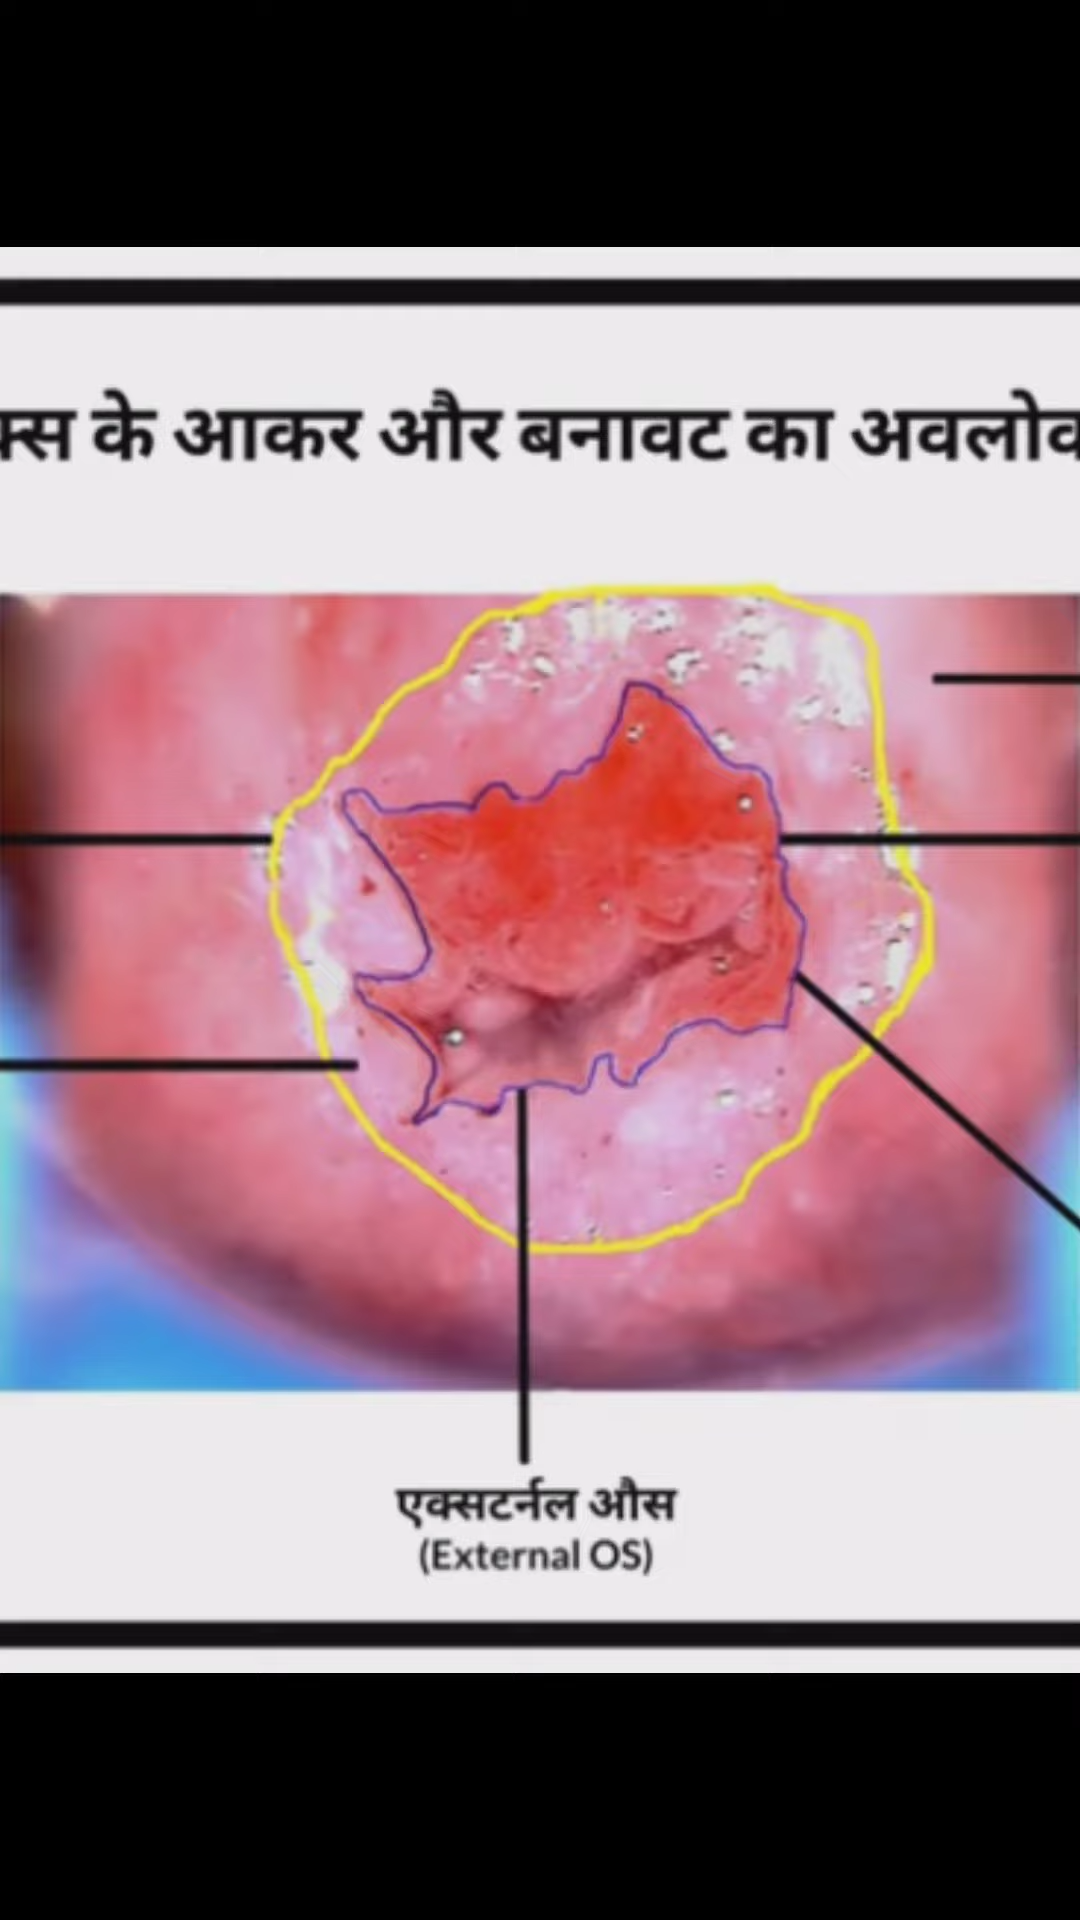 के आकर और बनावट का
एक्सटर्नल औस
(External OS)